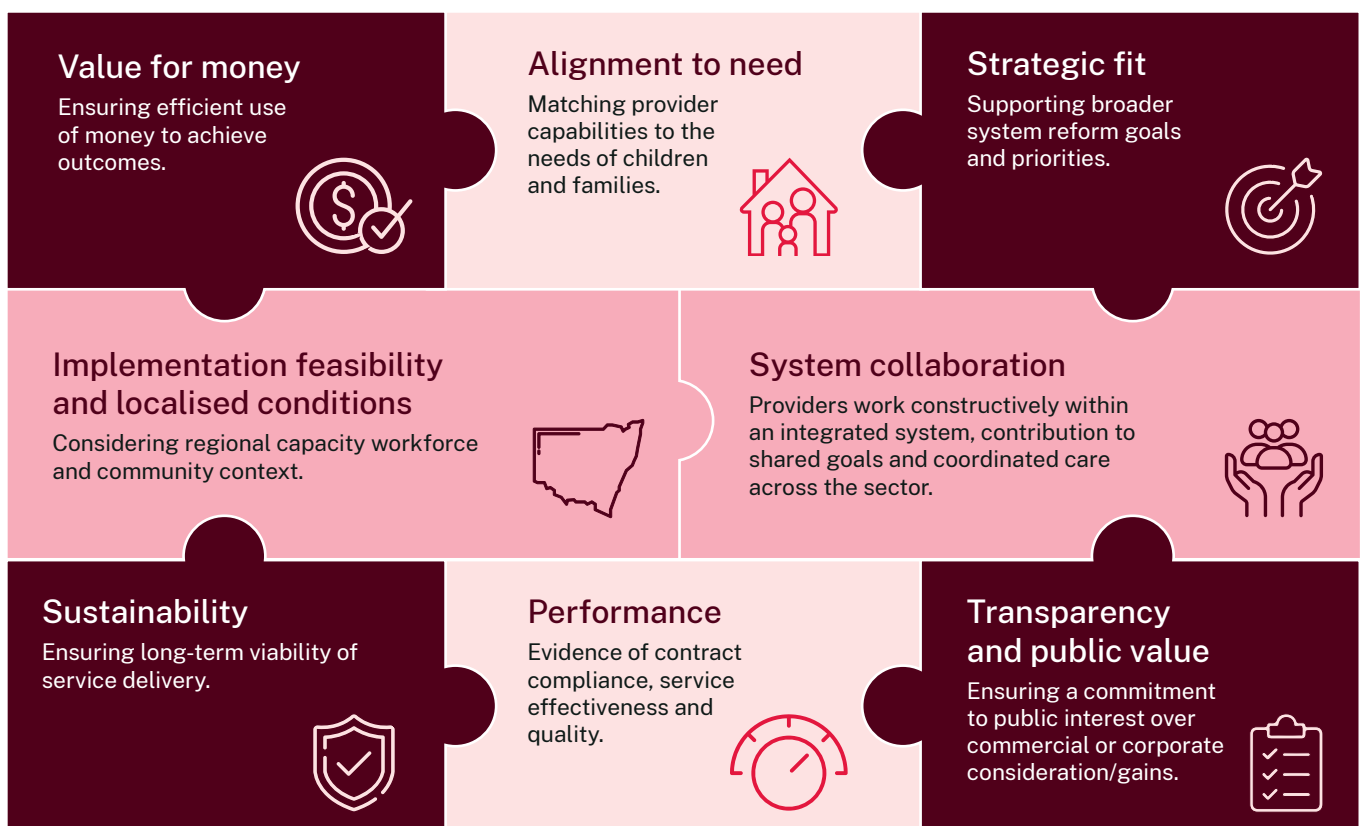 Value for money
Ensuring efficient use
of money to achieve
outcomes.
$
Alignment to need
Matching provider
capabilities to the
needs of children
and families.
Strategic fit
Supporting broader
system reform goals
and priorities.
Implementation feasibility
and localised conditions
Considering regional capacity workforce
and community context.
System collaboration
Providers work constructively within
an integrated system, contribution to
shared goals and coordinated care
across the sector.
Sustainability
Ensuring long-term viability of
service delivery.
Performance
Evidence of contract
compliance, service
effectiveness and
quality.
Transparency
and public value
Ensuring a commitment
to public interest over
commercial or corporate
consideration/gains.